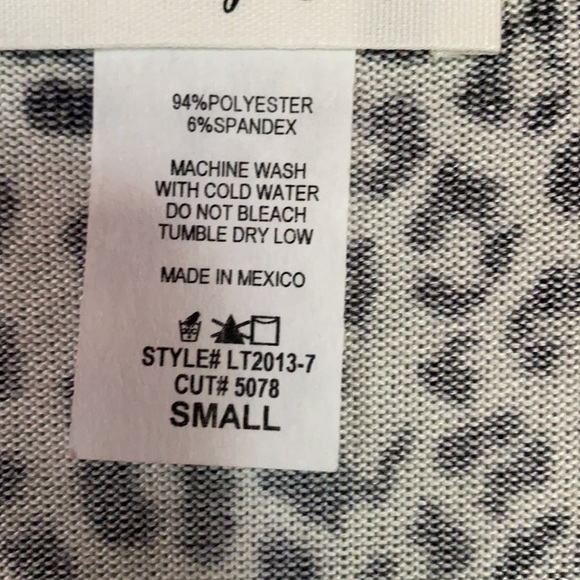 94%POLYESTER
6%SPANDEX
MACHINE WASH
WITH COLD WATER
DO NOT BLEACH
TUMBLE DRY LOW
MADE IN MEXICO
STYLE# LT2013-7
CUT# 5078
SMALL